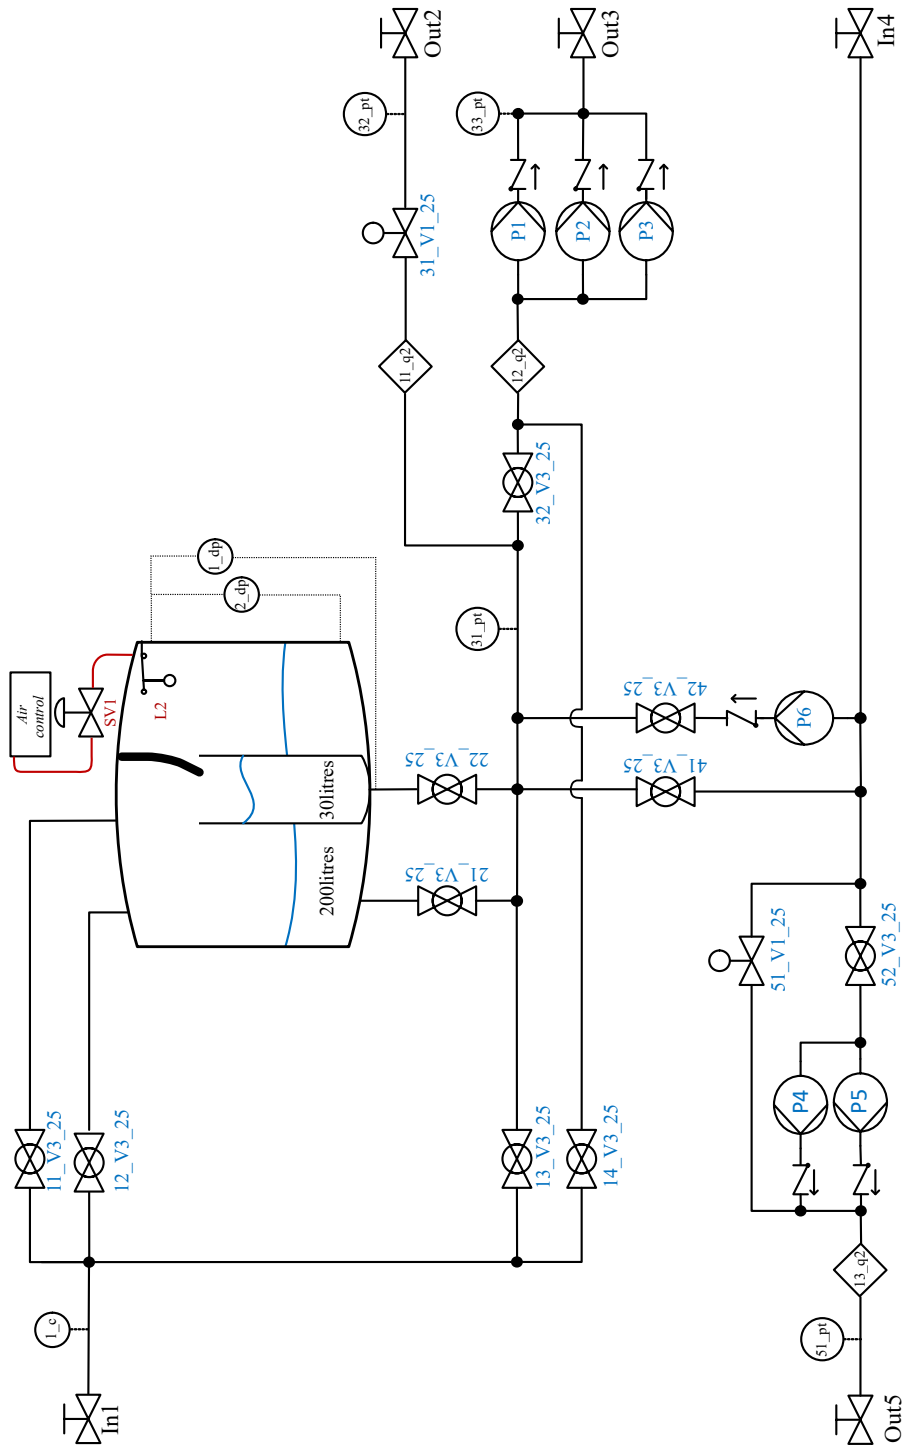 Out2
Out3
In4
32_pt
33_pt
31_V1_25
P1
P2
P3
11_q2
12_q2
32_V3_25
1_dp
2_dp
31_pt
Air
control
SV1
L2
30litres
200litres
22_V3_25
21_V3_25
42_V3_25
41_V3_25
P6
51_V1_25
52_V3_25
P4
P5
11_V3_25
12_V3_25
13_V3_25
14_V3_25
13_q2
1_c
51_pt
In1
Out5